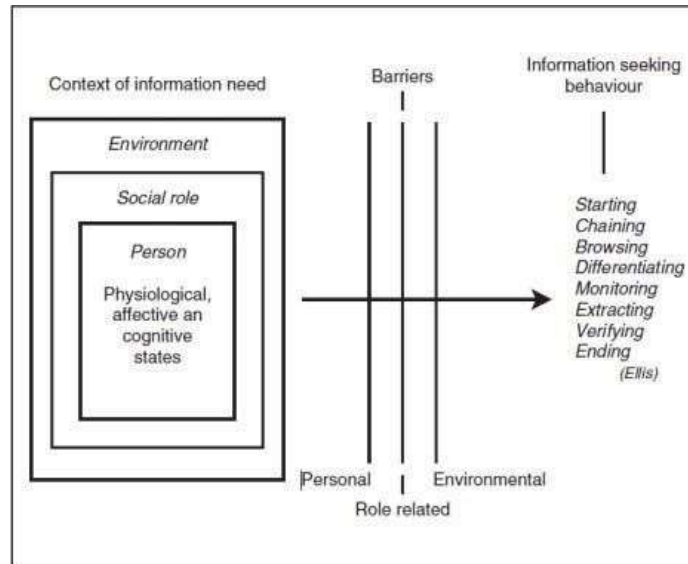 Context of information need
Environment
Social role
Person
Physiological,
affective an
cognitive
states
Barriers
Personal
Environmental
Role related
Information seeking
behaviour
Starting
Chaining
Browsing
Differentiating
Monitoring
Extracting
Verifying
Ending
(Ellis)